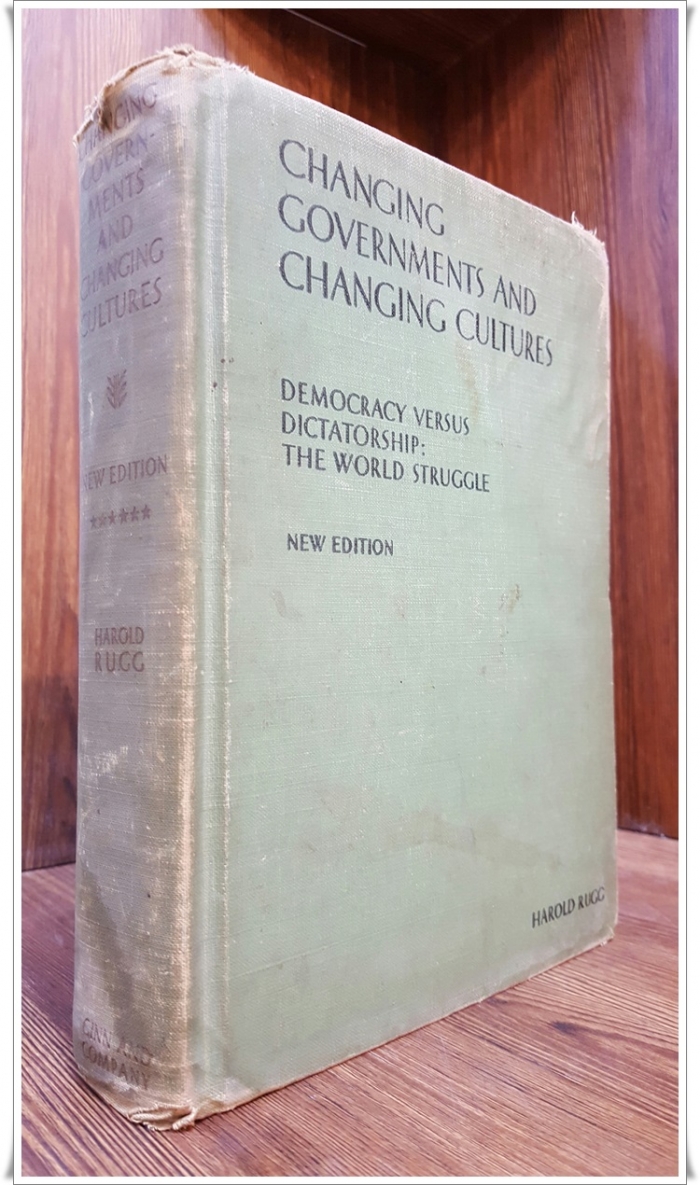 CHANGING
GOVERN-
MENTS
AND
CHANGING
CULTURES
NEW EDITION
******
HAROLD
RUGG
GINN AND
COMPANY
CHANGING
GOVERNMENTS AND
CHANGING CULTURES
DEMOCRACY VERSUS
DICTATORSHIP:
THE WORLD STRUGGLE
NEW EDITION
HAROLD RUGG